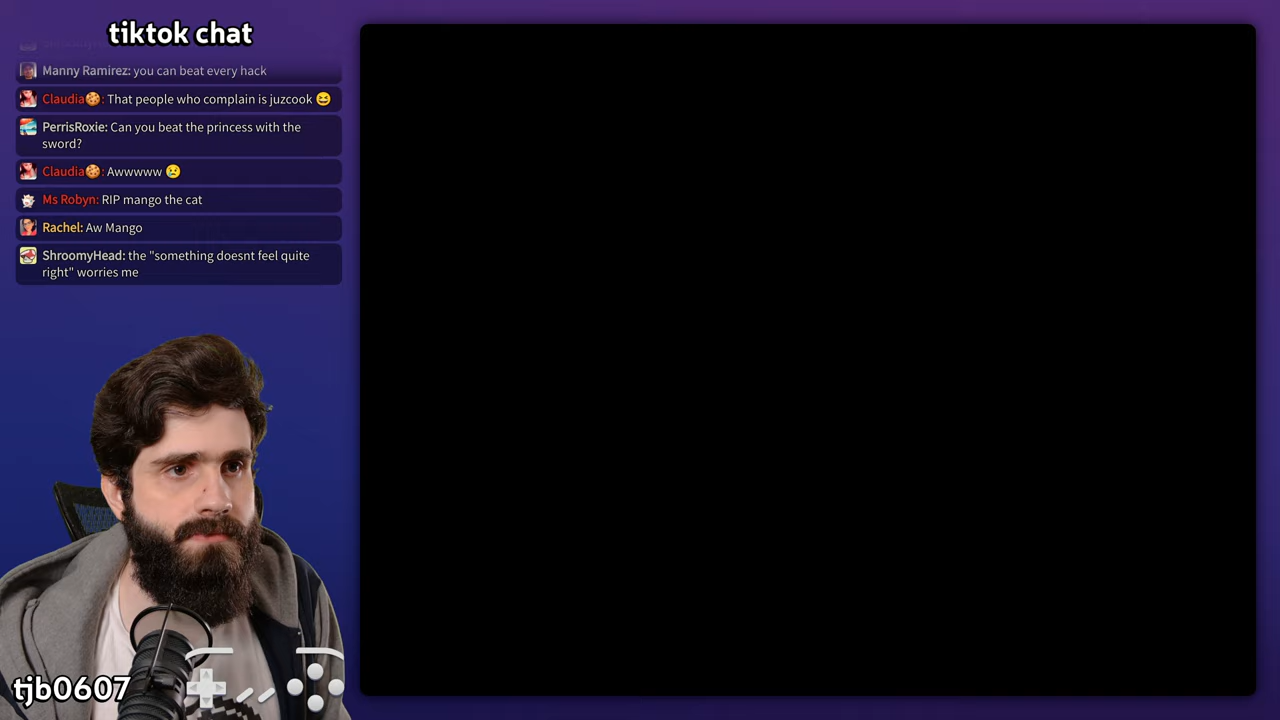 tiktok chat
Manny Ramirez: you can beat every hack
Claudia🍪: That people who complain is juzcook 😆
PerrisRoxie: Can you beat the princess with the
sword?
Claudia🍪: Awwwww 😢
Ms Robyn: RIP mango the cat
Rachel: Aw Mango
ShroomyHead: the "something doesnt feel quite
right" worries me
tjb0607